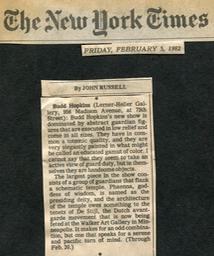 The New York Times
FRIDAY, FEBRUARY 5, 1982
By JOHN RUSSELL
Budd Hopkins (Lerner-Heller Gal-
lery, 956 Madison Avenue, at 75th
Street): Budd Hopkins's new show is
dominated by abstract guardian fig-
ures that are executed in low relief and
come in all sizes. They have in com-
mon a totemic quality, and they are
very elegantly painted in what might
be called an educated gamut of color. I
cannot say that they seem to take an
active view of guard duty, but in them-
selves they are handsome objects.
The largest piece in the show con-
sists of a group of guardians that flank
a schematic temple. Phaenna, god-
dess of wisdom, is named as the
presiding deity, and the architecture
of the temple owes something to the
tenets of De Stijl, the Dutch avant-
garde movement that is now being
feted at the Walker Art Gallery in Min-
neapolis. It makes for an odd combina-
tion, but one that speaks for a serene
and pacific turn of mind. (Through
Feb. 20.)